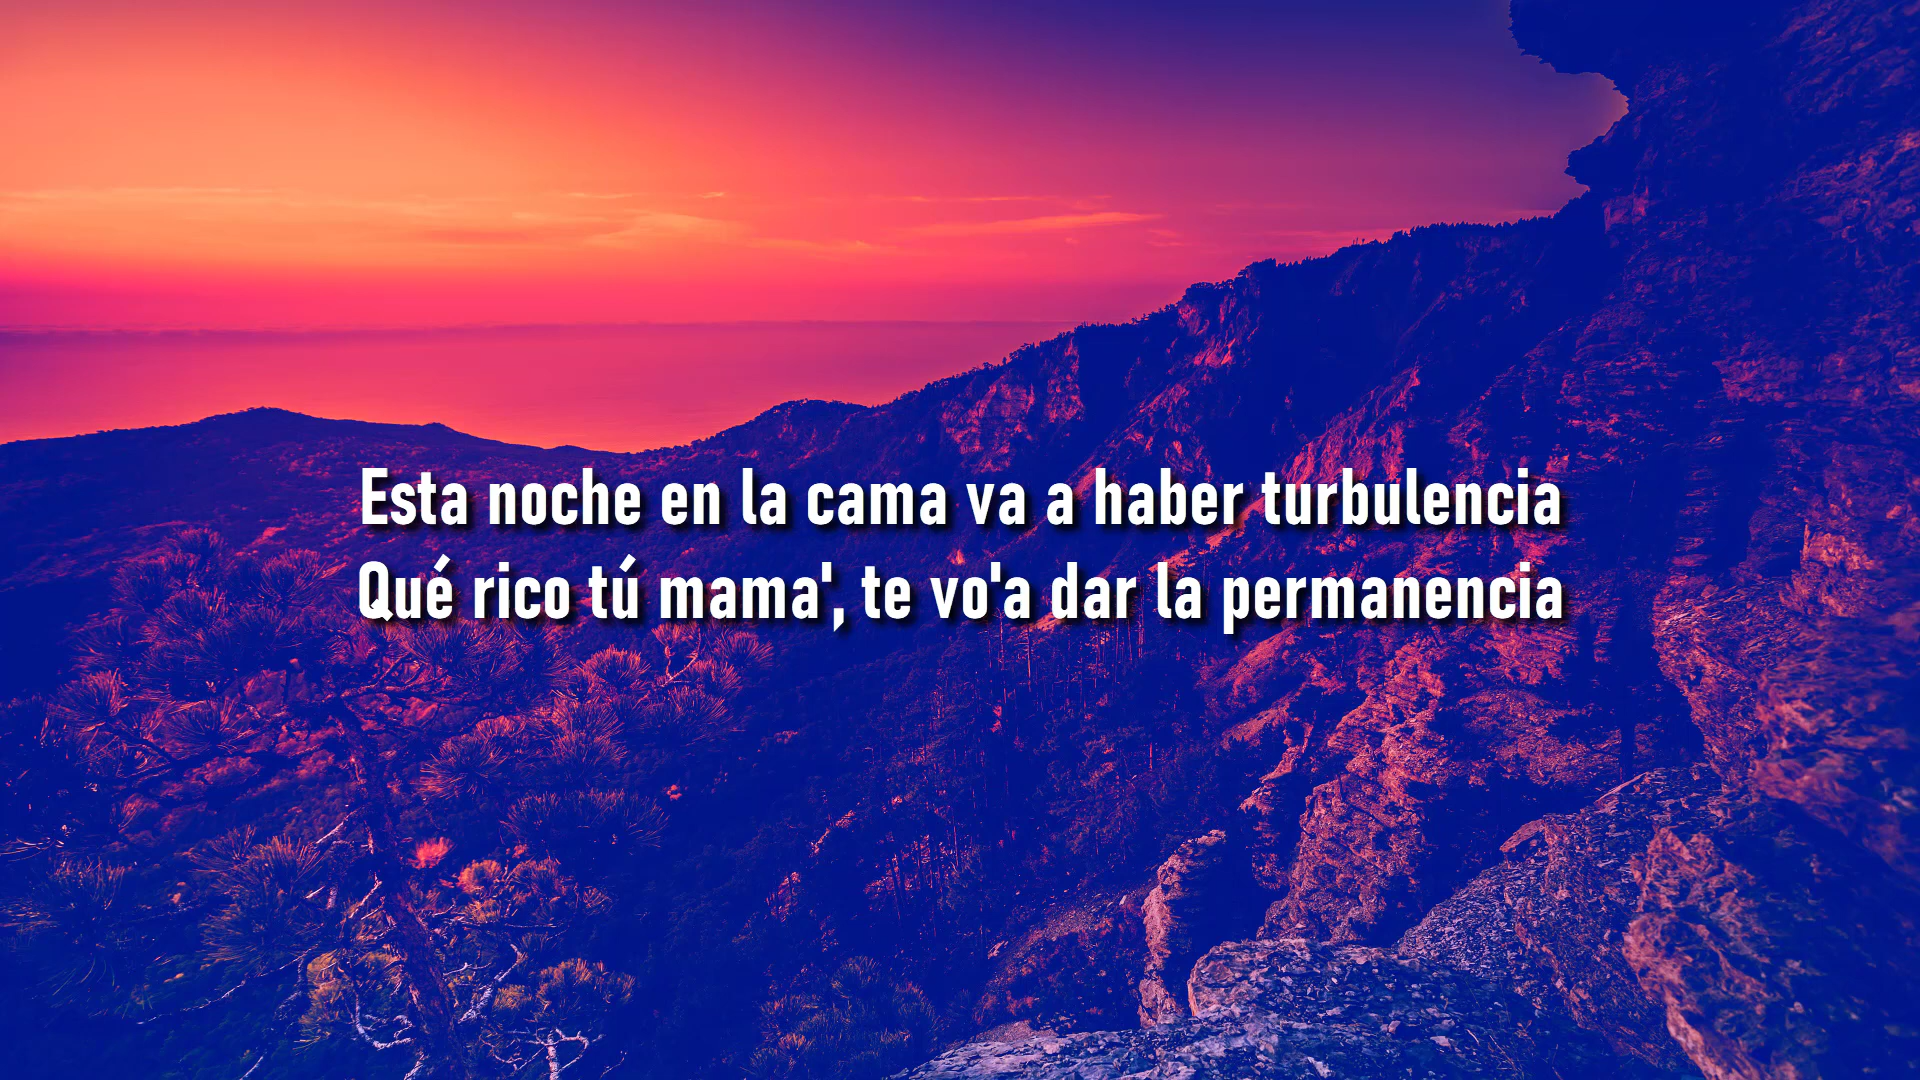 Esta noche en la cama va a haber turbulencia
Qué rico tú mama', te vo'a dar la permanencia